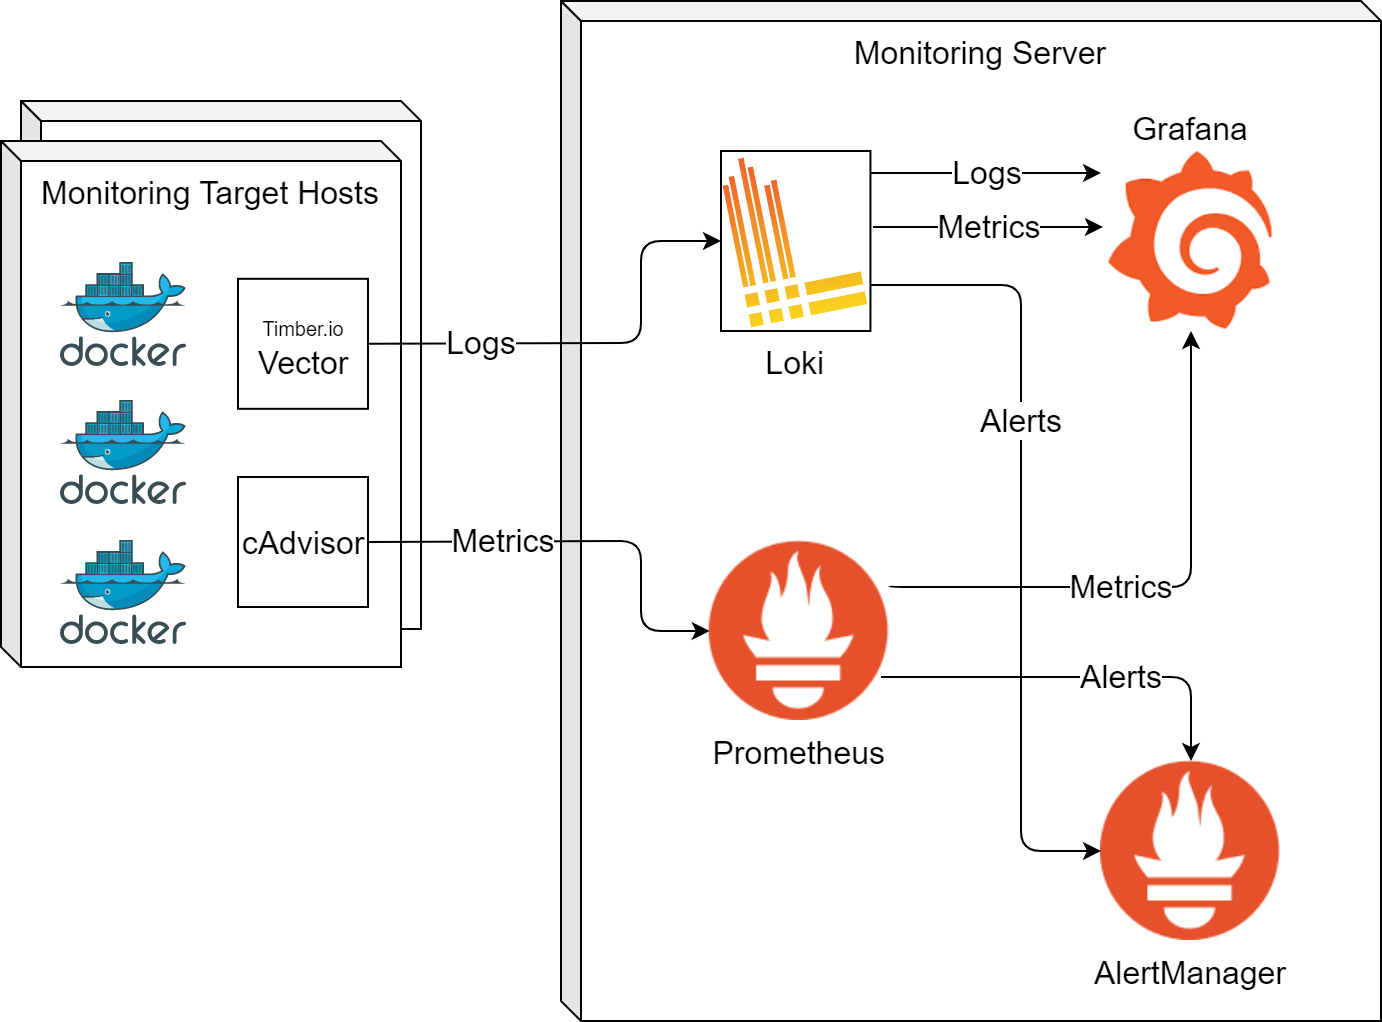 Monitoring Server
Grafana
Monitoring Target Hosts
docker
Timber.io
Vector
Logs
Logs
Metrics
Loki
Alerts
docker
cAdvisor
Metrics
docker
Metrics
Alerts
Prometheus
AlertManager